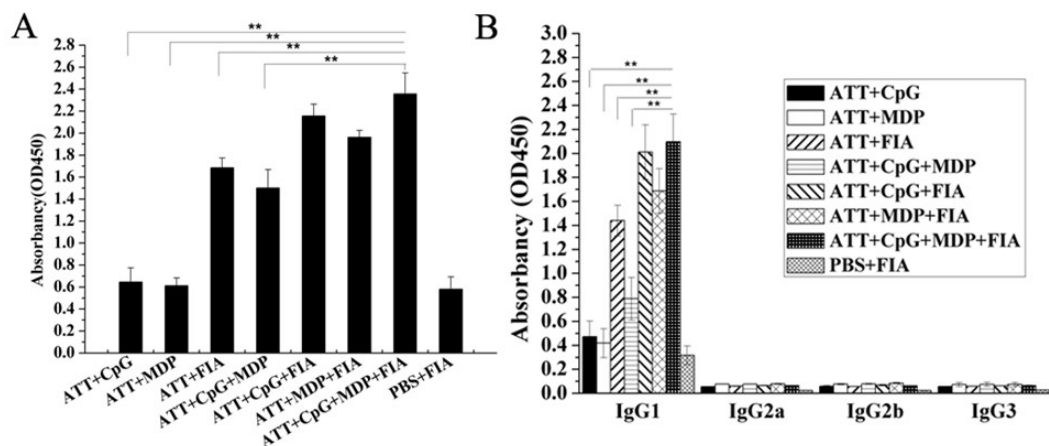 A
**
**
**
**
2.8
2.6
2.4
2.2
2.0
1.8
1.6
1.4
1.2
1.0
0.8
0.6
0.4
0.2
0.0
Absorbancy(OD450)
ATT+CpG
ATT+MDP
ATT+FIA
ATT+CpG+MDP
ATT+CpG+FIA
ATT+MDP+FIA
ATT+CpG+MDP+FIA
PBS+FIA
B
**
**
**
**
3.0
2.8
2.6
2.4
2.2
2.0
1.8
1.6
1.4
1.2
1.0
0.8
0.6
0.4
0.2
0.0
Absorbancy (OD450)
IgG1
IgG2a
IgG2b
IgG3
ATT+CpG
ATT+MDP
ATT+FIA
ATT+CpG+MDP
ATT+CpG+FIA
ATT+MDP+FIA
ATT+CpG+MDP+FIA
PBS+FIA